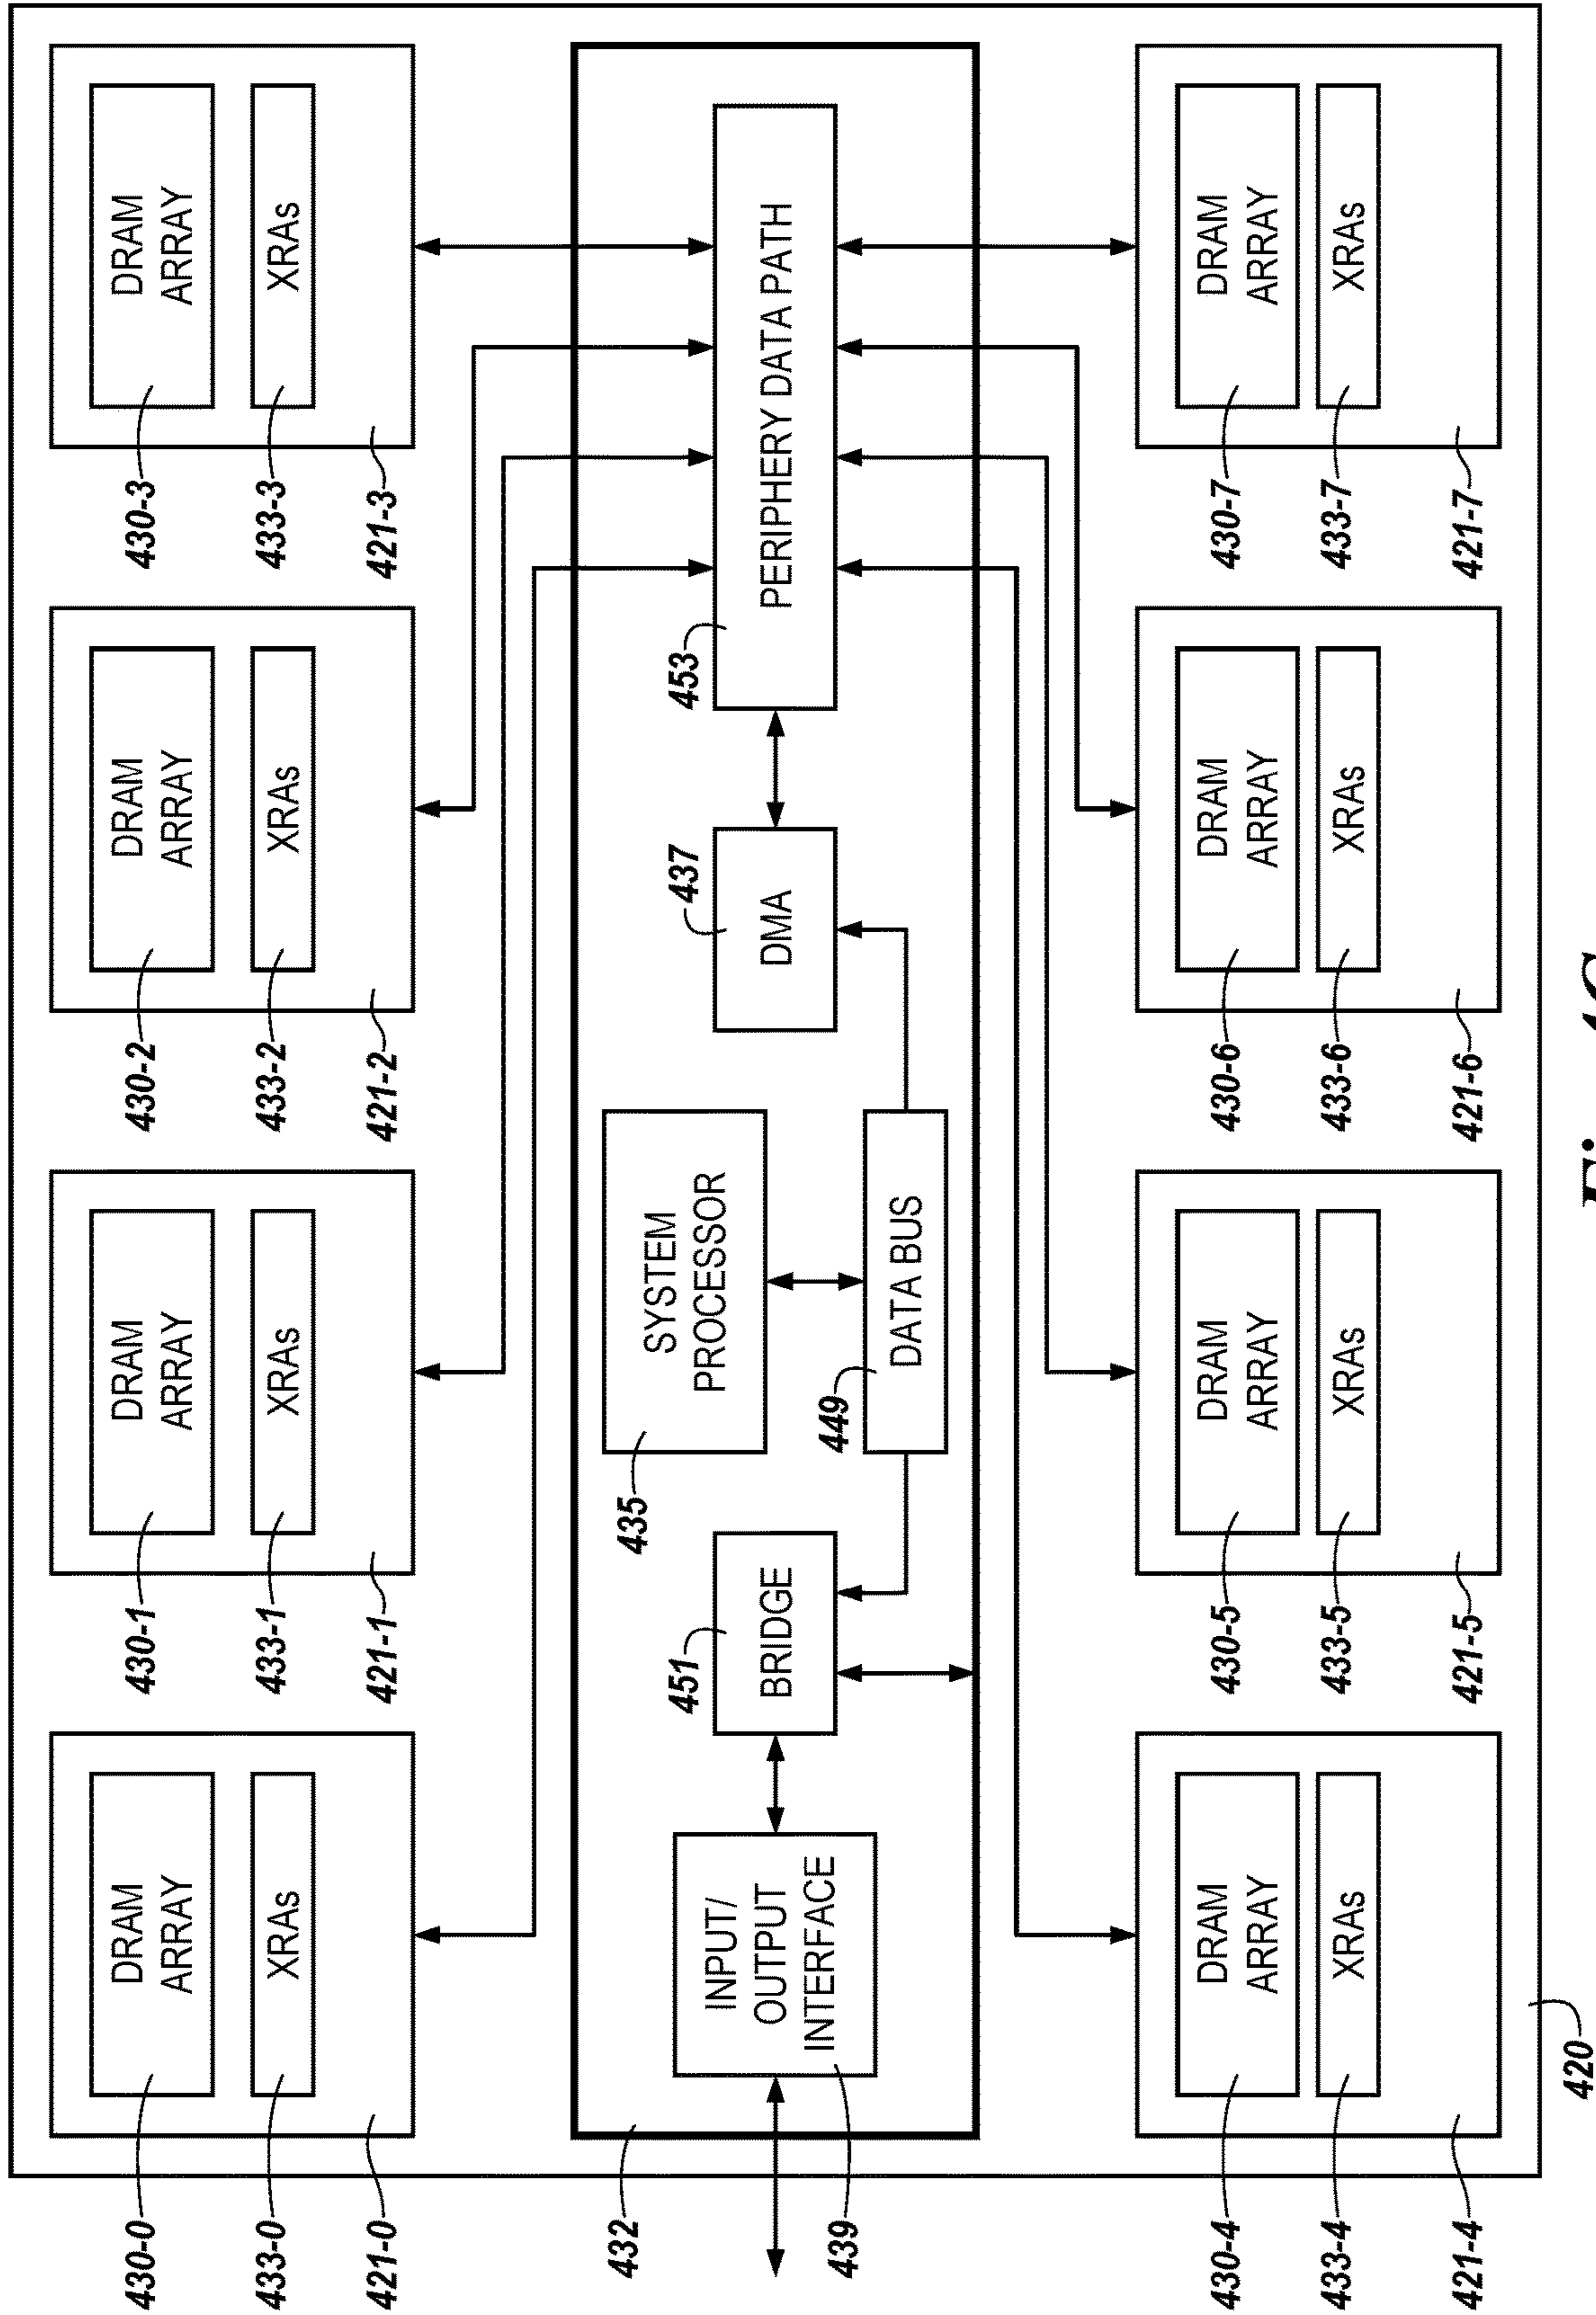 430-0
DRAM
ARRAY
433-0
XRAs
421-0
430-1
DRAM
ARRAY
433-1
XRAs
421-1
430-2
DRAM
ARRAY
433-2
XRAs
421-2
430-3
DRAM
ARRAY
433-3
XRAs
421-3
432
439
INPUT/
OUTPUT
INTERFACE
451
BRIDGE
435
SYSTEM
PROCESSOR
449
DATA BUS
437
DMA
453
PERIPHERY DATA PATH
430-4
DRAM
ARRAY
433-4
XRAs
421-4
430-5
DRAM
ARRAY
433-5
XRAs
421-5
430-6
DRAM
ARRAY
433-6
XRAs
421-6
430-7
DRAM
ARRAY
433-7
XRAs
421-7
420